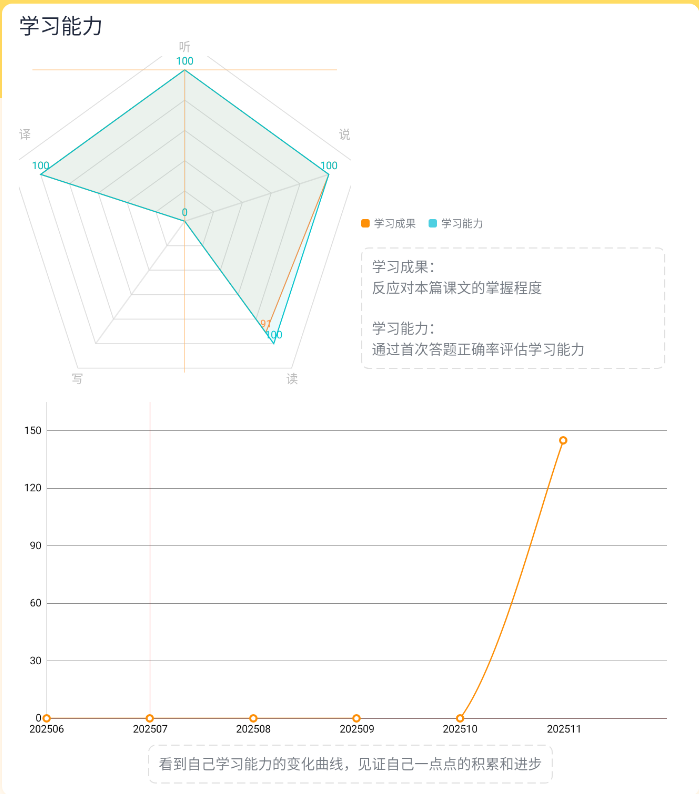 学习能力
听
100
译
说
100
100
0
91
100
写
读
学习成果
学习能力
学习成果：
反应对本篇课文的掌握程度
学习能力：
通过首次答题正确率评估学习能力
150
120
90
60
30
0
202506
202507
202508
202509
202510
202511
看到自己学习能力的变化曲线，见证自己一点点的积累和进步